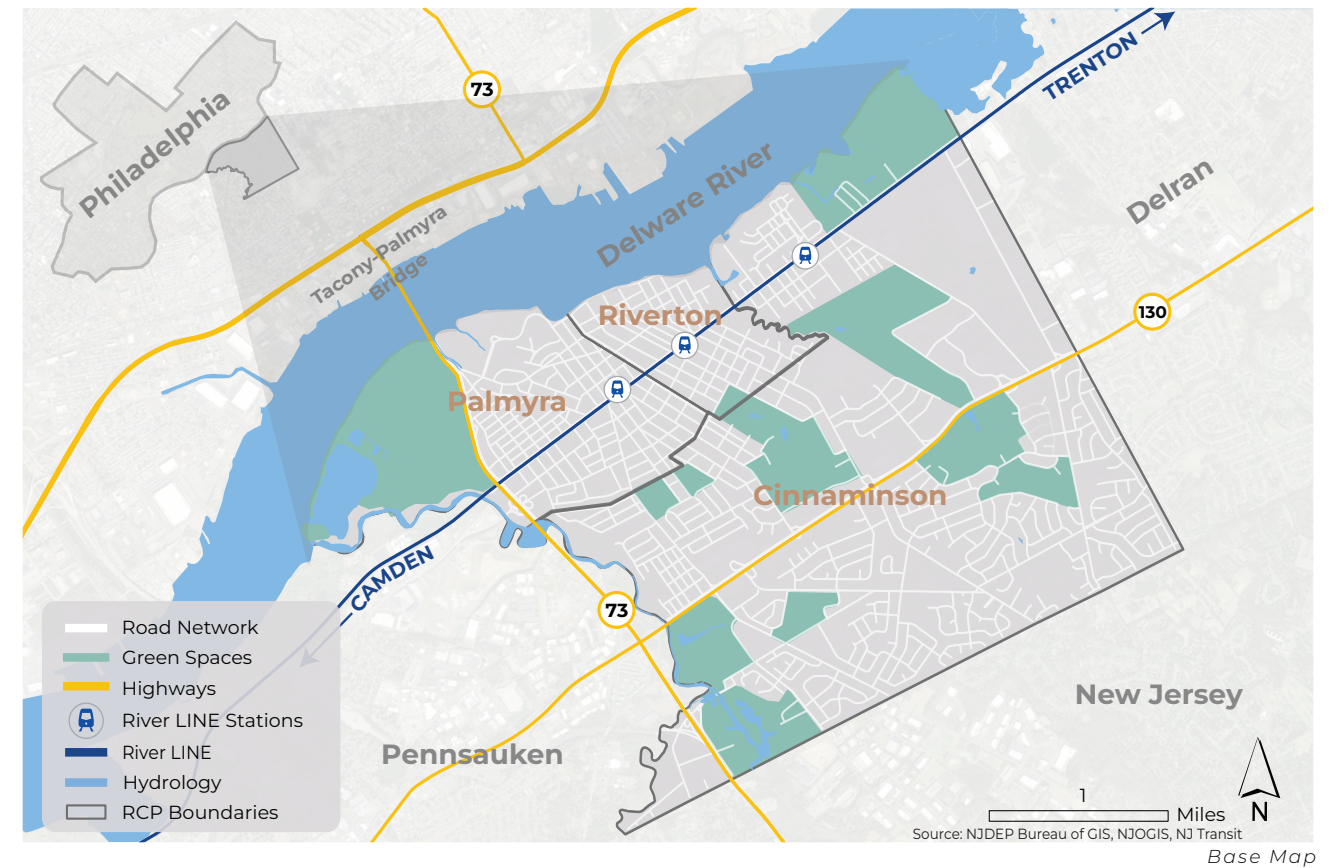 73
Philadelphia
TRENTON
Delware River
Delran
Tacony-Palmyra
Bridge
130
Riverton
Palmyra
Cinnaminson
CAMDEN
73
Road Network
Green Spaces
Highways
River LINE Stations
River LINE
Hydrology
RCP Boundaries
Pennsauken
New Jersey
1
Miles
N
Source: NJDEP Bureau of GIS, NJOGIS, NJ Transit
Base Map